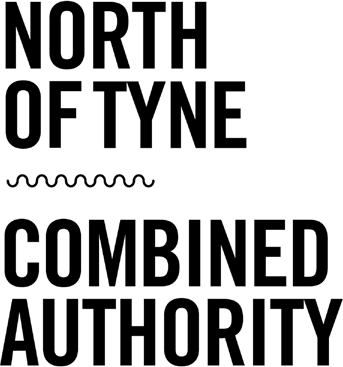 NORTH
OF TYNE
COMBINED
AUTHORITY